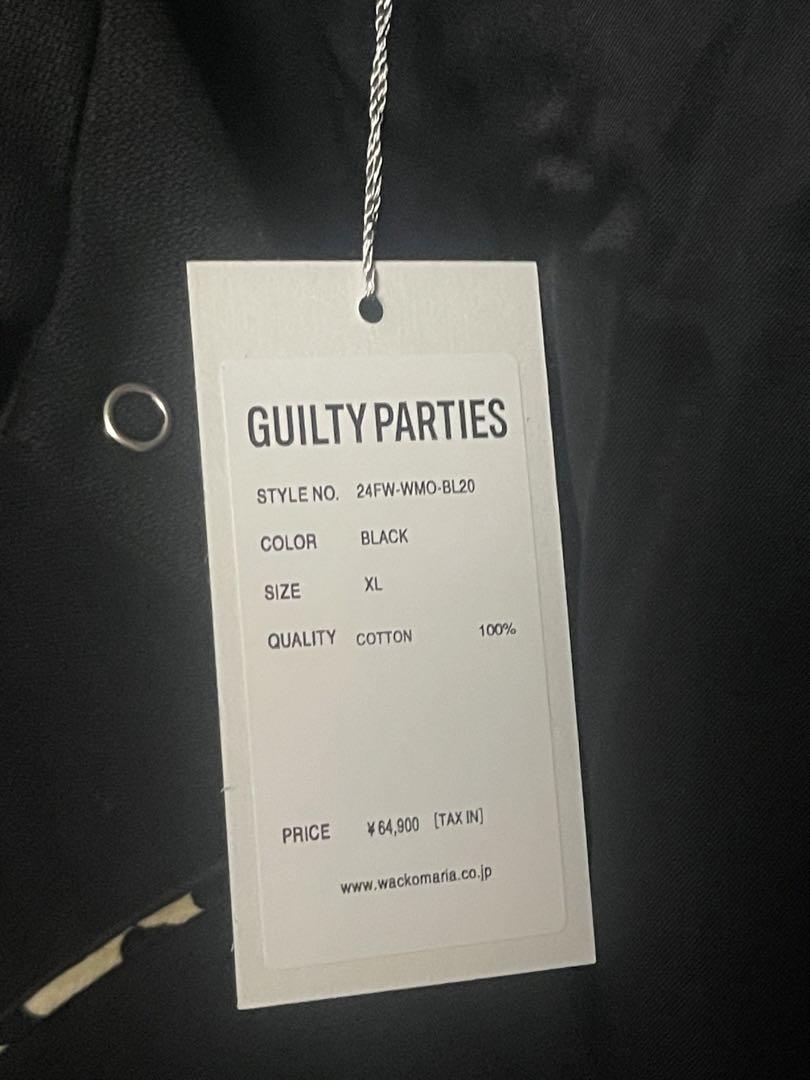 GUILTY PARTIES
STYLE NO. 24FW-WMO-BL20
COLOR BLACK
SIZE XL
QUALITY COTTON 100%
PRICE ¥64,900 [TAX IN]
www.wackomaria.co.jp